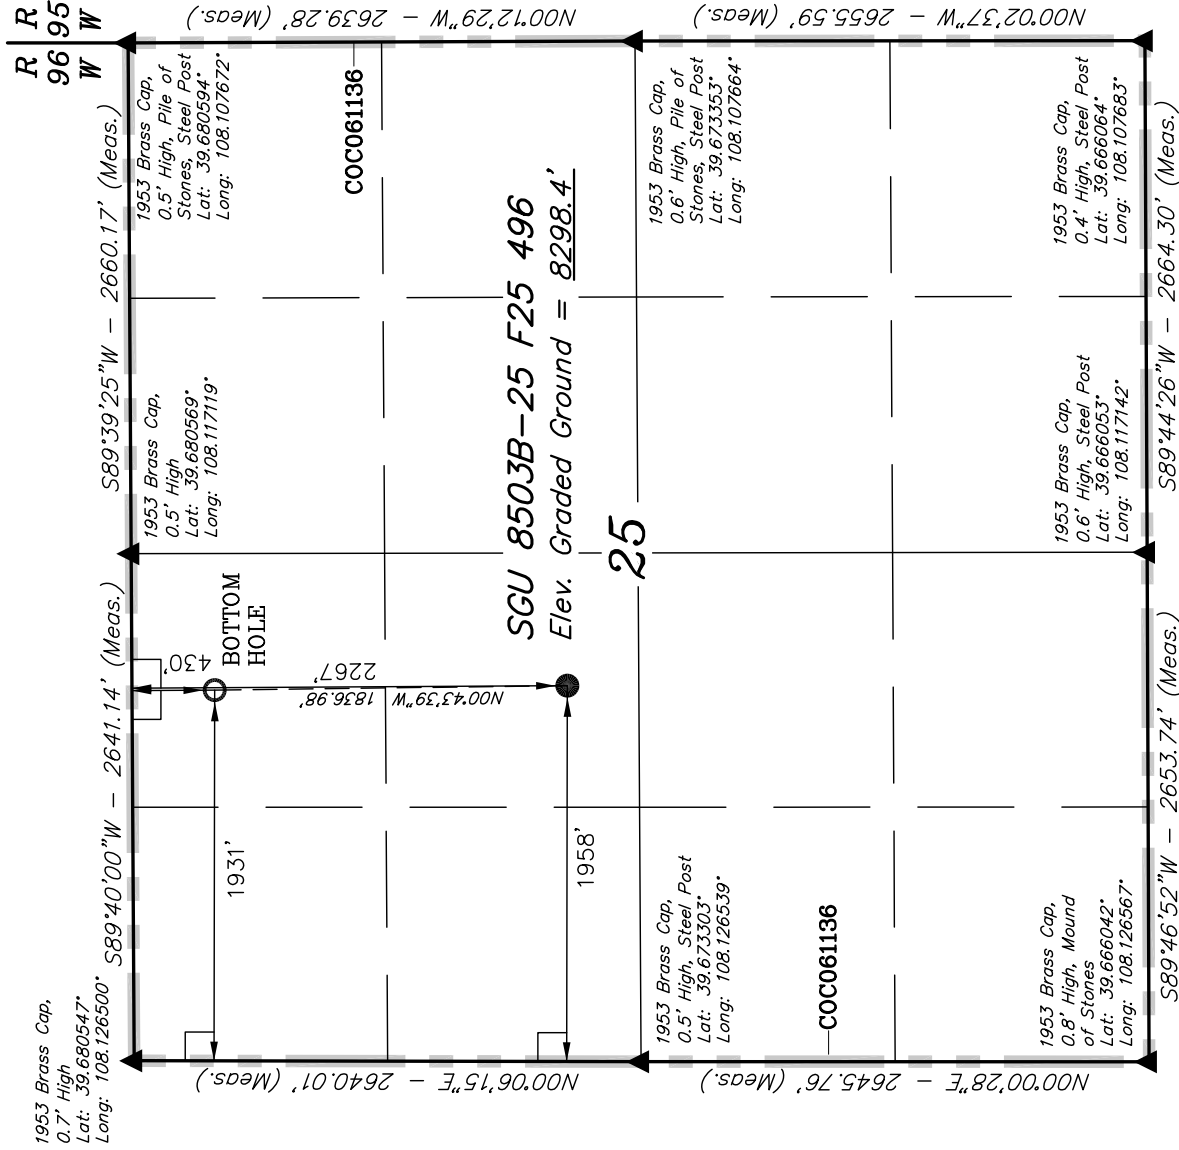 R R
96 95
W W
1953 Brass Cap,
0.7' High
Lat: 39.680547°
Long: 108.126500°
S89°40'00"W - 2641.14' (Meas.)
S89°39'25"W - 2660.17' (Meas.)
1953 Brass Cap,
0.5' High
Lat: 39.680569°
Long: 108.117119°
1953 Brass Cap,
0.5' High, Pile of
Stones, Steel Post
Lat: 39.680594°
Long: 108.107672°
N00°12'29"W - 2639.28' (Meas.)
N00°02'37"W - 2655.59' (Meas.)
COC061136
430'
BOTTOM
HOLE
1931'
2267'
N00°43'39"W 1836.98'
1958'
SGU 8503B-25 F25 496
Elev. Graded Ground = 8298.4'
25
N00°06'15"E - 2640.01' (Meas.)
N00°00'28"E - 2645.76' (Meas.)
1953 Brass Cap,
0.5' High, Steel Post
Lat: 39.673303°
Long: 108.126539°
1953 Brass Cap,
0.6' High, Pile of
Stones, Steel Post
Lat: 39.673353°
Long: 108.107664°
COC061136
1953 Brass Cap,
0.8' High, Mound
of Stones
Lat: 39.666042°
Long: 108.126567°
1953 Brass Cap,
0.6' High, Steel Post
Lat: 39.666053°
Long: 108.117142°
1953 Brass Cap,
0.4' High, Steel Post
Lat: 39.666064°
Long: 108.107683°
S89°46'52"W - 2653.74' (Meas.)
S89°44'26"W - 2664.30' (Meas.)